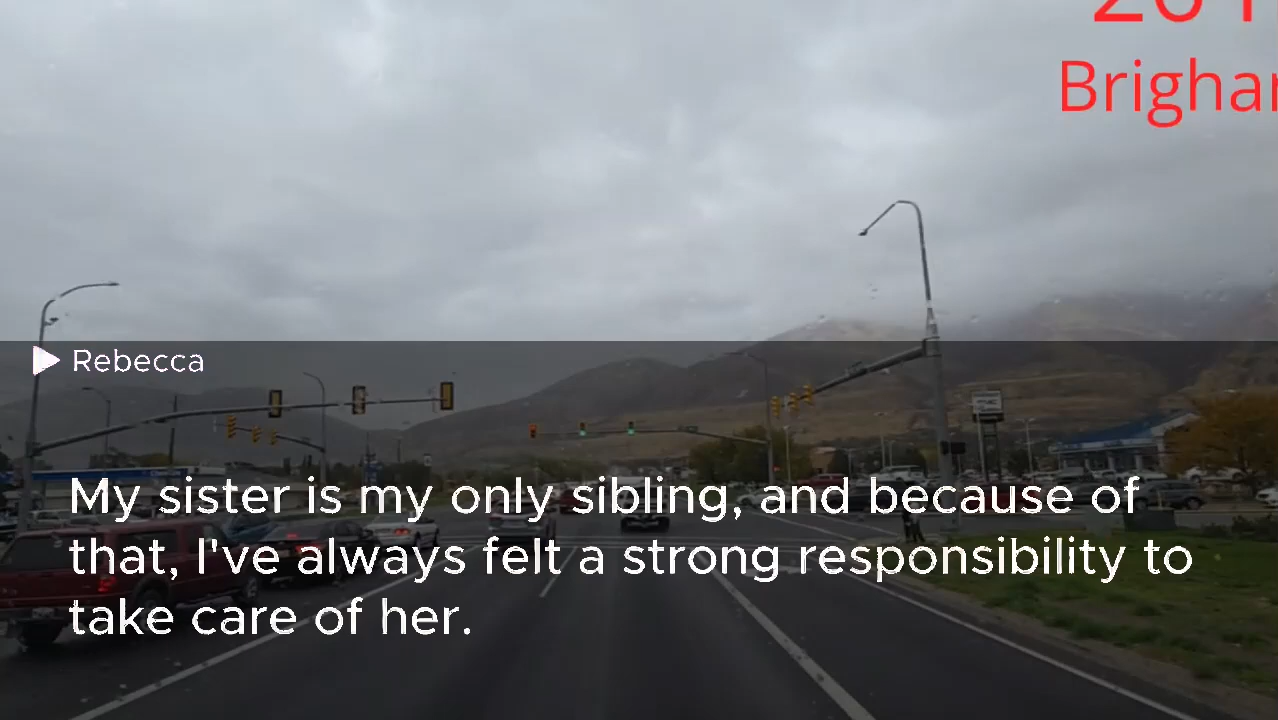 Rebecca
My sister is my only sibling, and because of
that, I've always felt a strong responsibility to
take care of her.